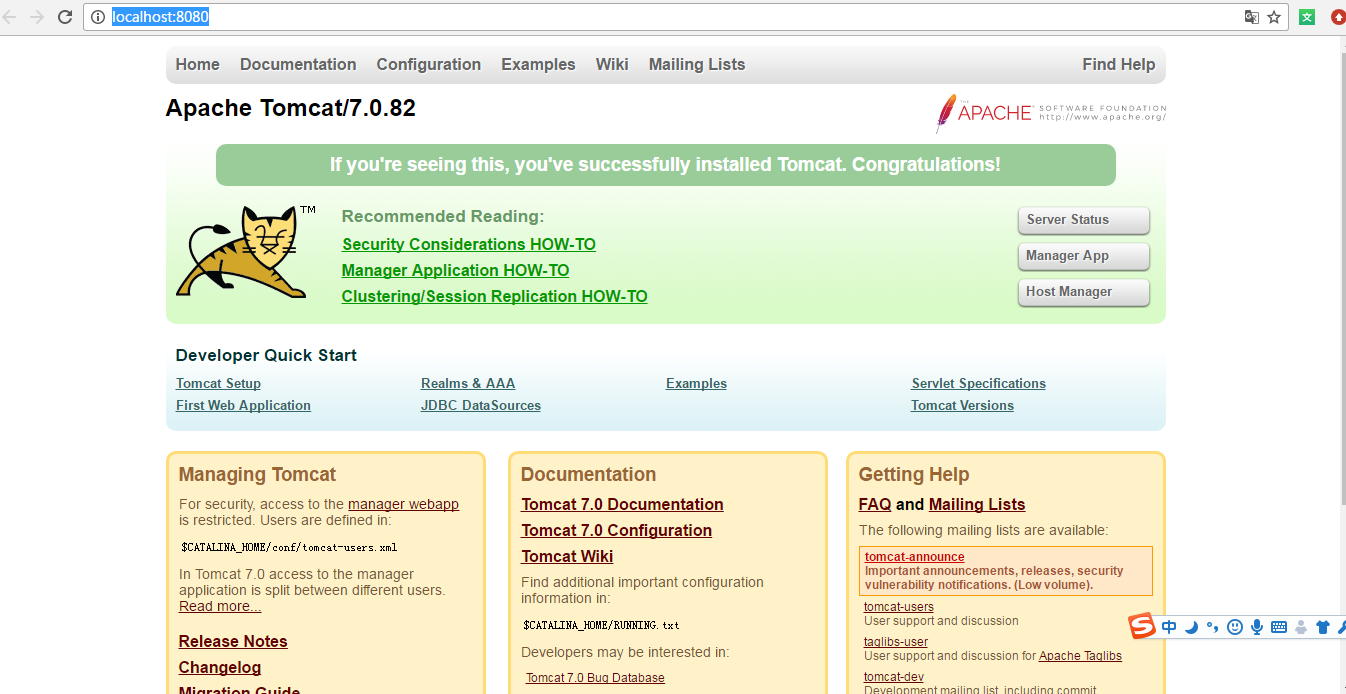 localhost:8080
Home Documentation Configuration Examples Wiki Mailing Lists Find Help
Apache Tomcat/7.0.82
THE APACHE SOFTWARE FOUNDATION
http://www.apache.org/
If you're seeing this, you've successfully installed Tomcat. Congratulations!
TM
Recommended Reading:
Security Considerations HOW-TO
Manager Application HOW-TO
Clustering/Session Replication HOW-TO
Server Status
Manager App
Host Manager
Developer Quick Start
Tomcat Setup
First Web Application
Realms & AAA
JDBC DataSources
Examples
Servlet Specifications
Tomcat Versions
Managing Tomcat
For security, access to the manager webapp
is restricted. Users are defined in:
$CATALINA_HOME/conf/tomcat-users.xml
In Tomcat 7.0 access to the manager
application is split between different users.
Read more...
Release Notes
Changelog
Migration Guide
Documentation
Tomcat 7.0 Documentation
Tomcat 7.0 Configuration
Tomcat Wiki
Find additional important configuration
information in:
$CATALINA_HOME/RUNNING.txt
Developers may be interested in:
Tomcat 7.0 Bug Database
Getting Help
FAQ and Mailing Lists
The following mailing lists are available:
tomcat-announce
Important announcements, releases, security
vulnerability notifications. (Low volume).
tomcat-users
User support and discussion
taglibs-user
User support and discussion for Apache Taglibs
tomcat-dev
Development mailing list, including commit
S 中
文